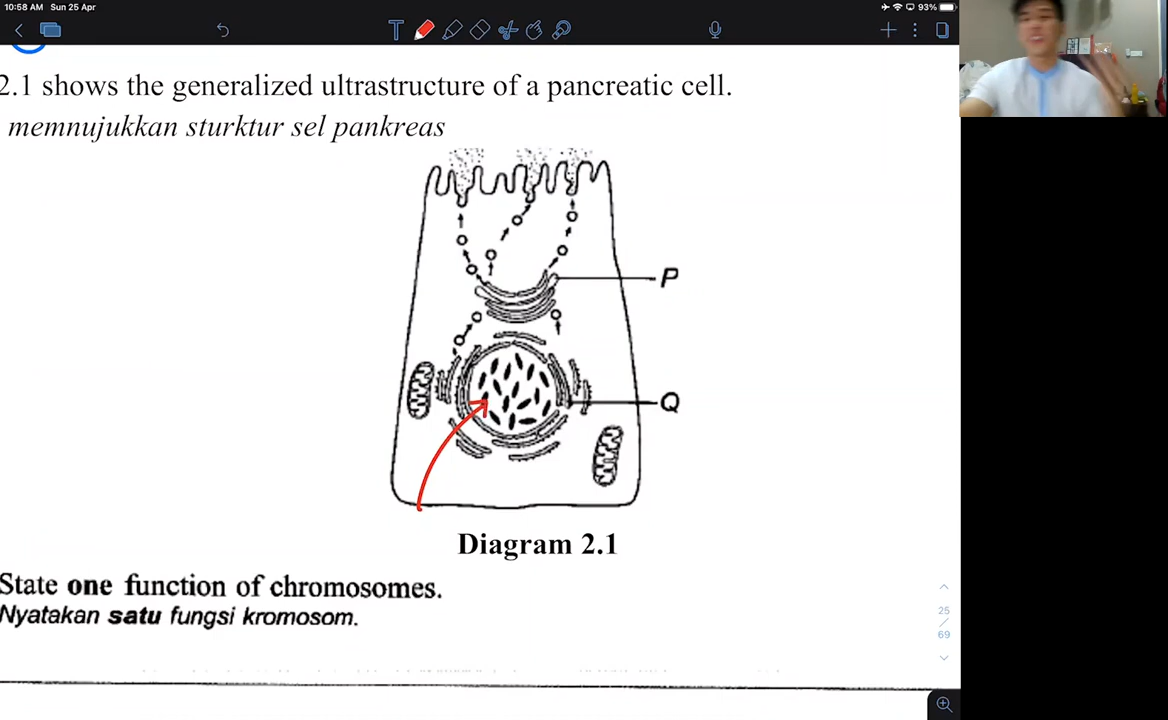 10:58 AM Sun 25 Apr
93%
2.1 shows the generalized ultrastructure of a pancreatic cell.
memnujukkan sturktur sel pankreas
P
Q
Diagram 2.1
State one function of chromosomes.
Nyatakan satu fungsi kromosom.
25
/
69